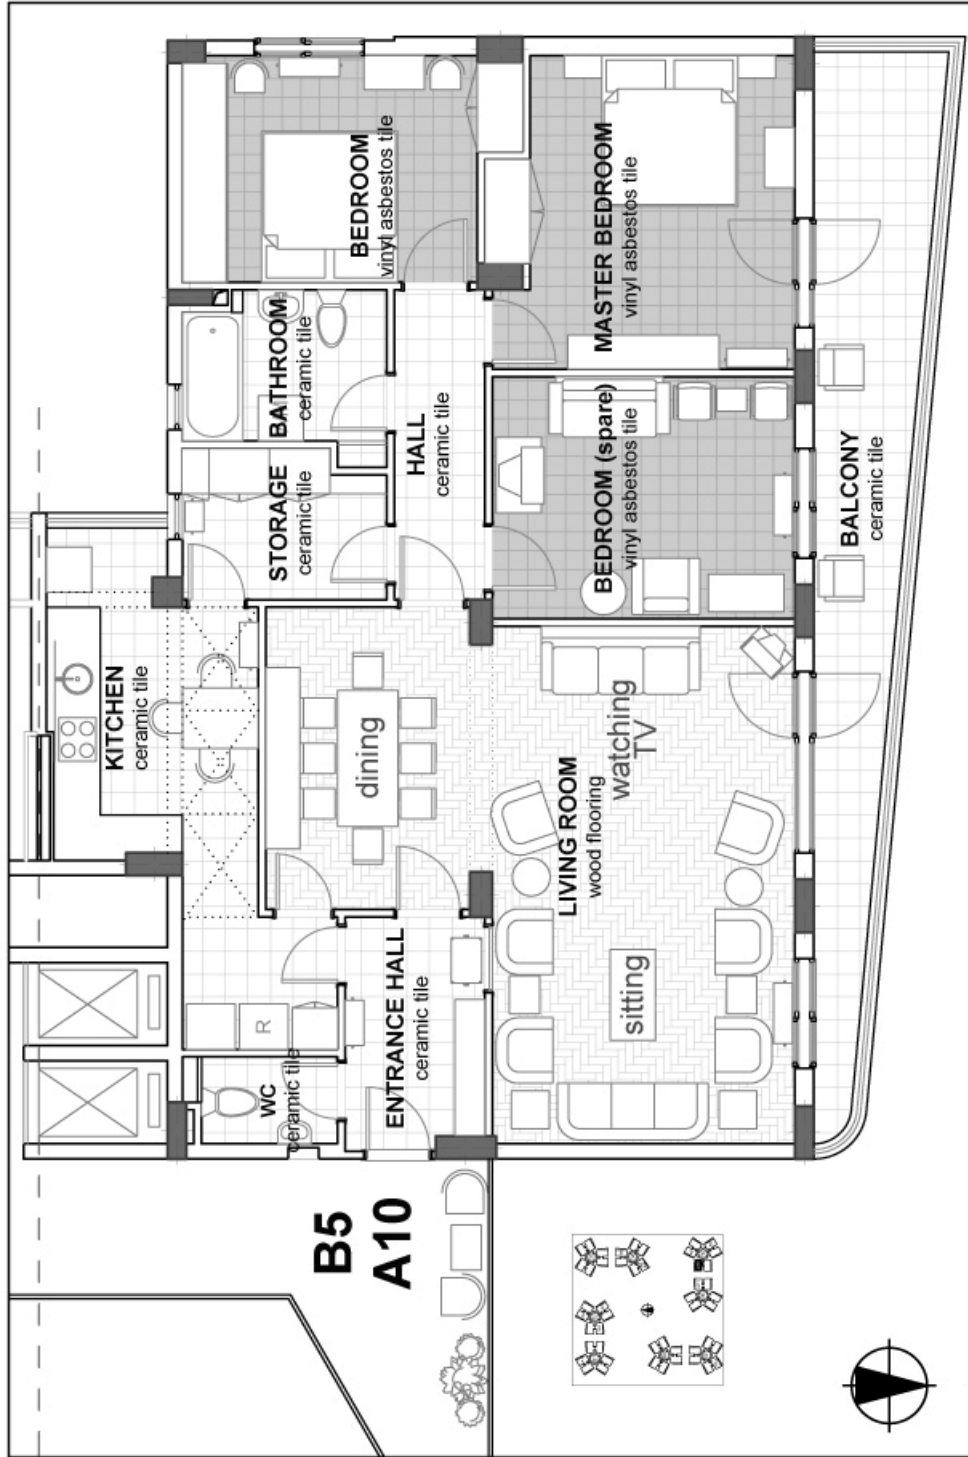 BEDROOM
vinyl asbestos tile
MASTER BEDROOM
vinyl asbestos tile
BATHROOM
ceramic tile
HALL
ceramic tile
STORAGE
ceramic tile
BEDROOM (spare)
vinyl asbestos tile
BALCONY
ceramic tile
KITCHEN
ceramic tile
dining
watching
TV
LIVING ROOM
wood flooring
sitting
ENTRANCE HALL
ceramic tile
R
WC
ceramic tile
B5
A10